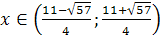 x ∈ (11−√57/4 ; 11+√57/4)